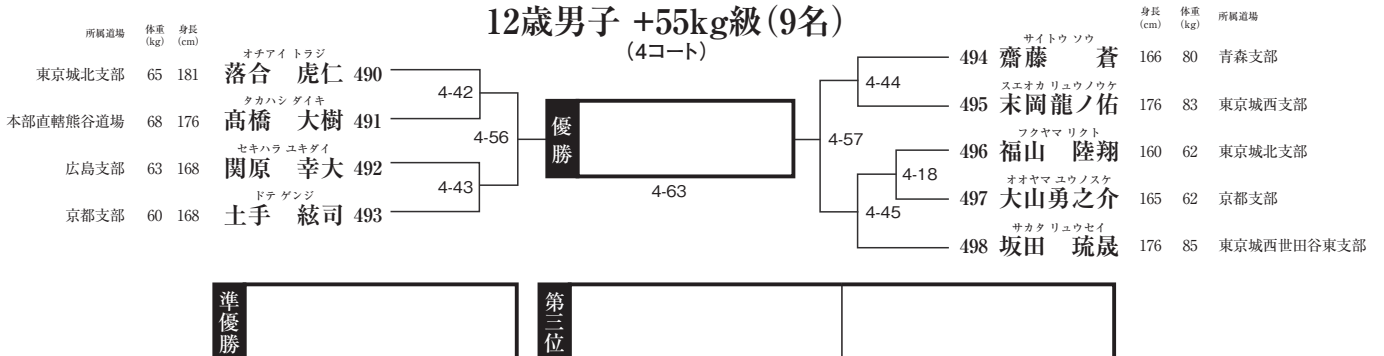 12歳男子 +55kg級(9名)
(4コート)
所属道場 体重(kg) 身長(cm)
オチアイ トラジ
東京城北支部 65 181 落合 虎仁 490
タカハシ ダイキ
本部直轄熊谷道場 68 176 髙橋 大樹 491
セキハラ ユキダイ
広島支部 63 168 関原 幸大 492
ドテ ゲンジ
京都支部 60 168 土手 絃司 493
4-42
4-43
4-56
優勝
4-63
身長(cm) 体重(kg) 所属道場
サイトウ ソウ
494 齋藤 蒼 166 80 青森支部
スエオカ リュウノウケ
495 末岡龍ノ佑 176 83 東京城西支部
フクヤマ リクト
496 福山 陸翔 160 62 東京城北支部
オオヤマ ユウノスケ
497 大山勇之介 165 62 京都支部
サカタ リュウセイ
498 坂田 琉晟 176 85 東京城西世田谷東支部
4-44
4-57
4-18
4-45
準優勝
第三位